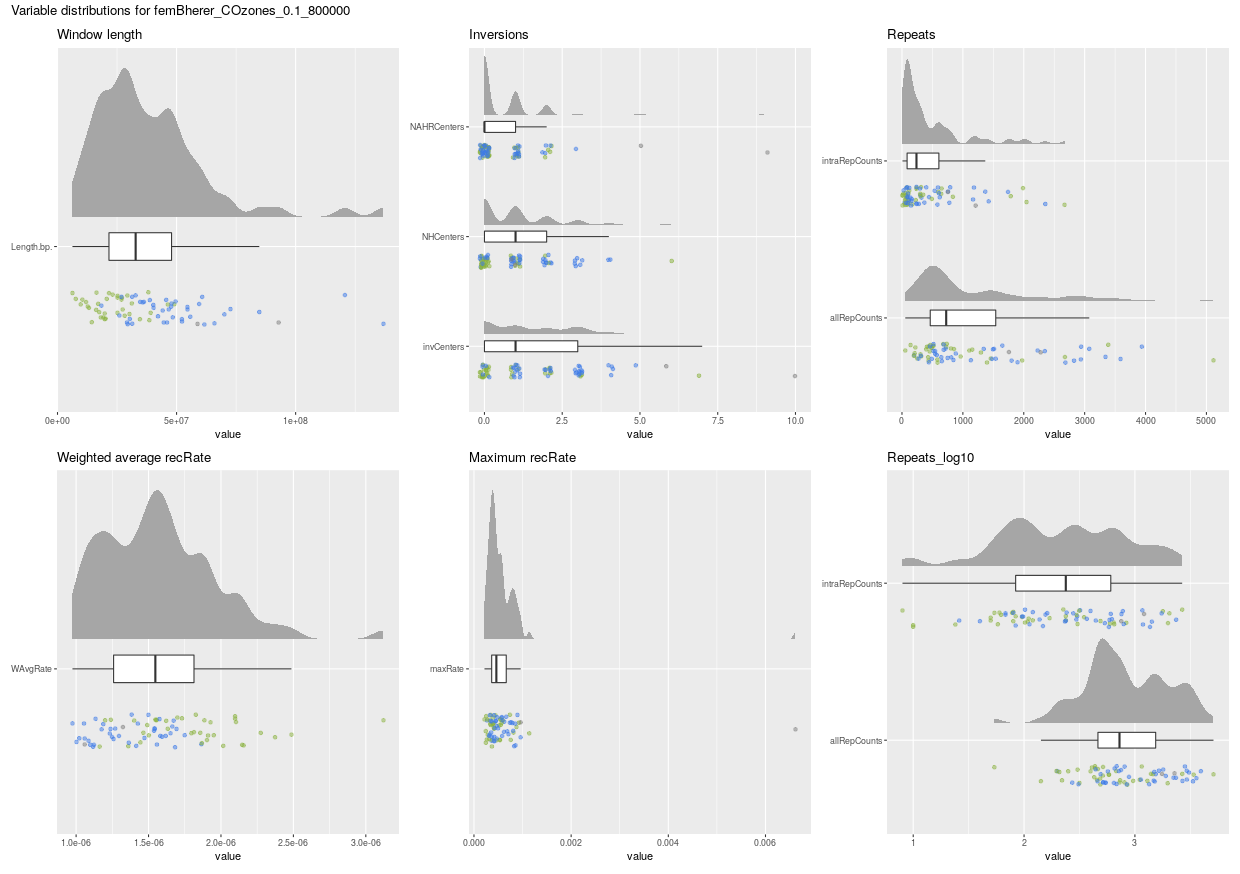 Variable distributions for femBherer_COzones_0.1_800000
Window length
Length.bp.
0e+00 5e+07 1e+08
value
Inversions
NAHRCenters
NHCenters
invCenters
0.0 2.5 5.0 7.5 10.0
value
Repeats
intraRepCounts
allRepCounts
0 1000 2000 3000 4000 5000
value
Weighted average recRate
WAvgRate
1.0e-06 1.5e-06 2.0e-06 2.5e-06 3.0e-06
value
Maximum recRate
maxRate
0.000 0.002 0.004 0.006
value
Repeats_log10
intraRepCounts
allRepCounts
1 2 3
value